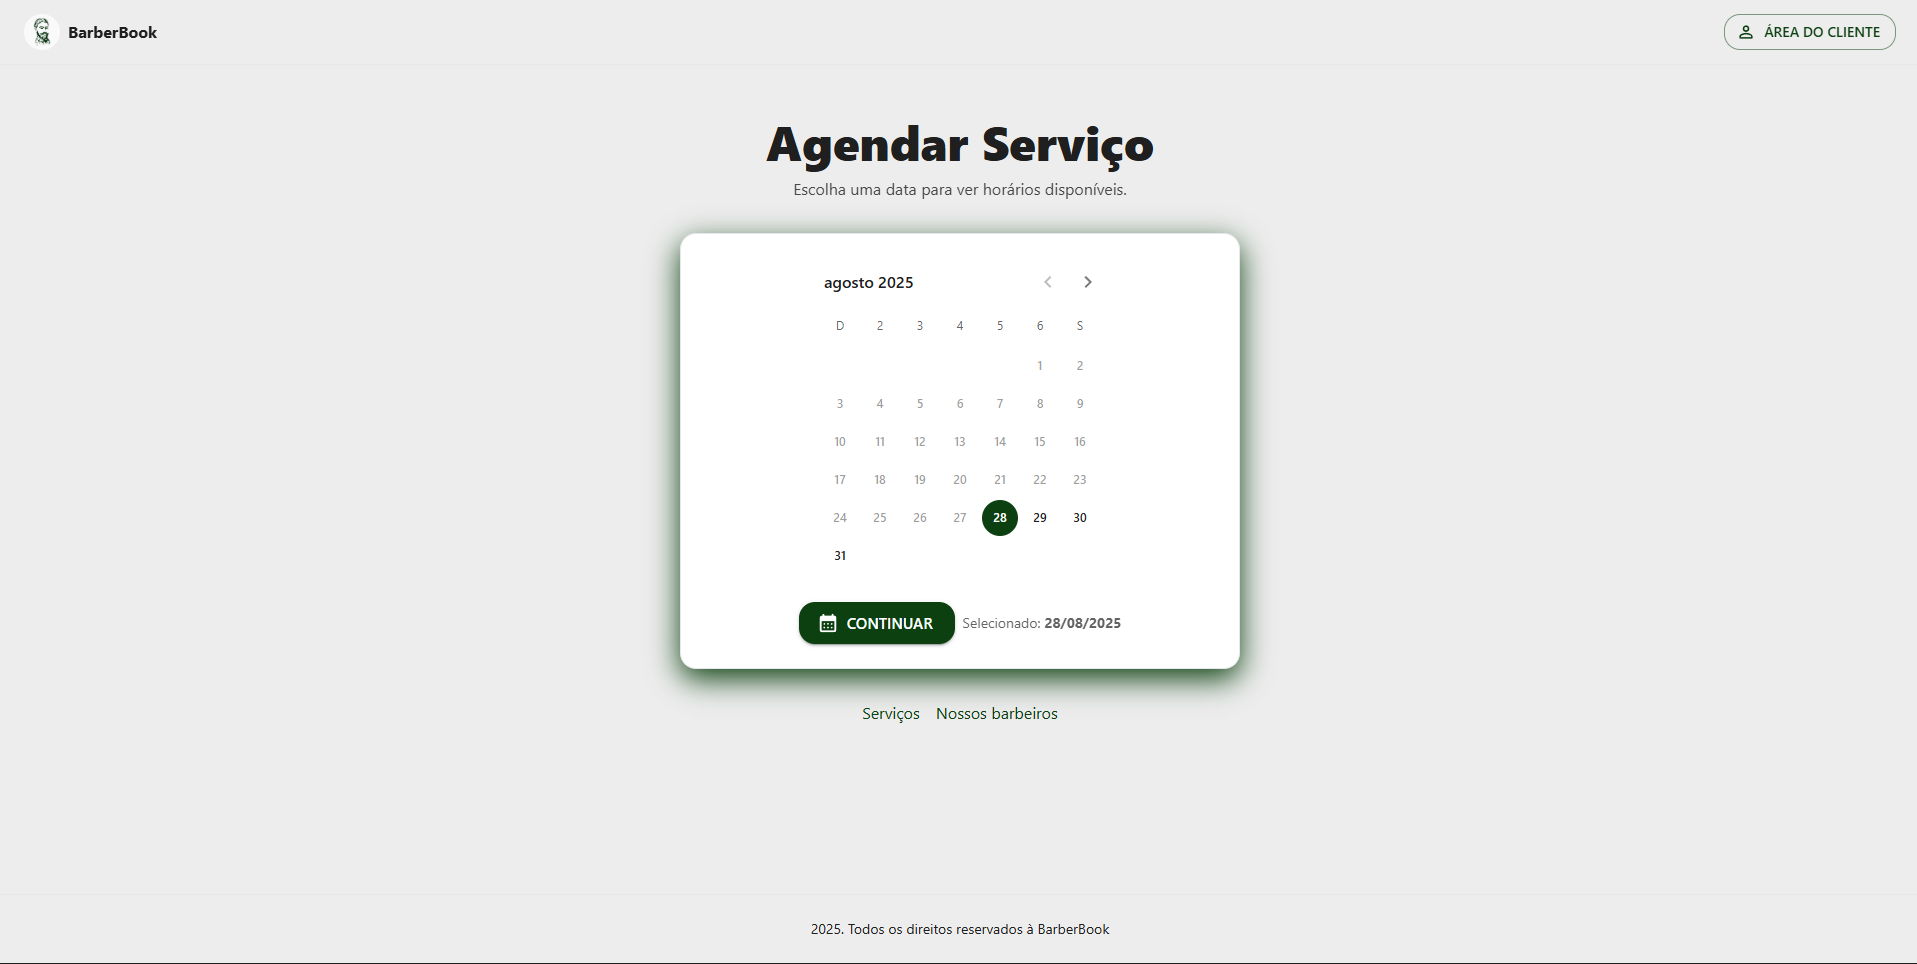 BarberBook
ÁREA DO CLIENTE
Agendar Serviço
Escolha uma data para ver horários disponíveis.
agosto 2025
D 2 3 4 5 6 S
1 2
3 4 5 6 7 8 9
10 11 12 13 14 15 16
17 18 19 20 21 22 23
24 25 26 27 28 29 30
31
CONTINUAR Selecionado: 28/08/2025
Serviços Nossos barbeiros
2025. Todos os direitos reservados à BarberBook